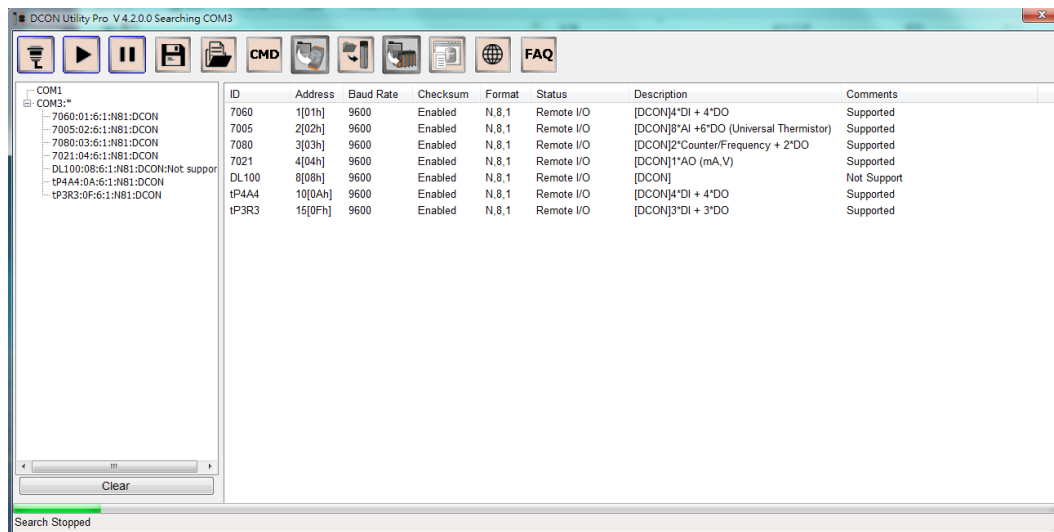 DCON Utility Pro V 4.2.0.0 Searching COM3
CMD FAQ
COM1
COM3:*
7060:01:6:1:N81:DCON
7005:02:6:1:N81:DCON
7080:03:6:1:N81:DCON
7021:04:6:1:N81:DCON
DL100:08:6:1:N81:DCON:Not suppor
tP4A4:0A:6:1:N81:DCON
tP3R3:0F:6:1:N81:DCON
Clear
ID Address Baud Rate Checksum Format Status Description Comments
7060 1[01h] 9600 Enabled N,8,1 Remote I/O [DCON]4*DI + 4*DO Supported
7005 2[02h] 9600 Enabled N,8,1 Remote I/O [DCON]8*AI +6*DO (Universal Thermistor) Supported
7080 3[03h] 9600 Enabled N,8,1 Remote I/O [DCON]2*Counter/Frequency + 2*DO Supported
7021 4[04h] 9600 Enabled N,8,1 Remote I/O [DCON]1*AO (mA,V) Supported
DL100 8[08h] 9600 Enabled N,8,1 Remote I/O [DCON] Not Support
tP4A4 10[0Ah] 9600 Enabled N,8,1 Remote I/O [DCON]4*DI + 4*DO Supported
tP3R3 15[0Fh] 9600 Enabled N,8,1 Remote I/O [DCON]3*DI + 3*DO Supported
Search Stopped